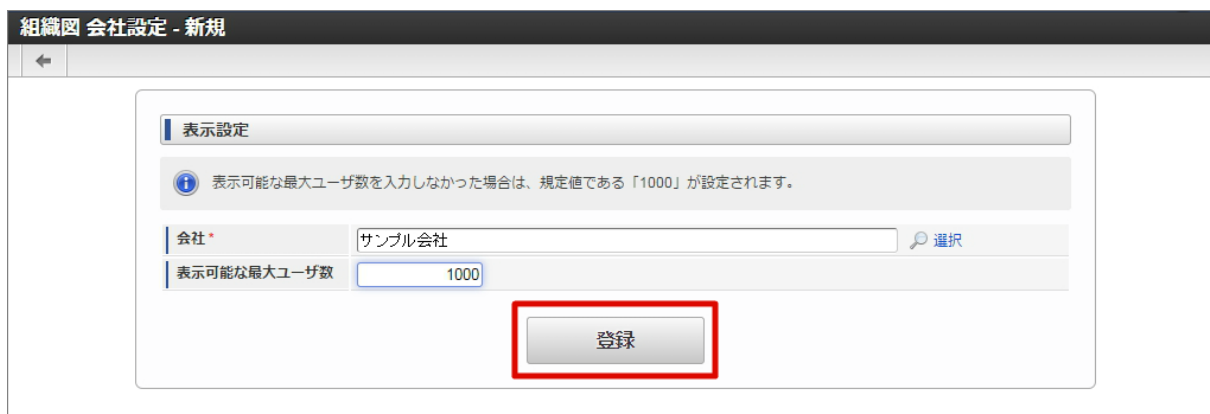 組織図 会社設定 - 新規
表示設定
表示可能な最大ユーザ数を入力しなかった場合は、規定値である「1000」が設定されます。
会社* サンプル会社 選択
表示可能な最大ユーザ数 1000
登録